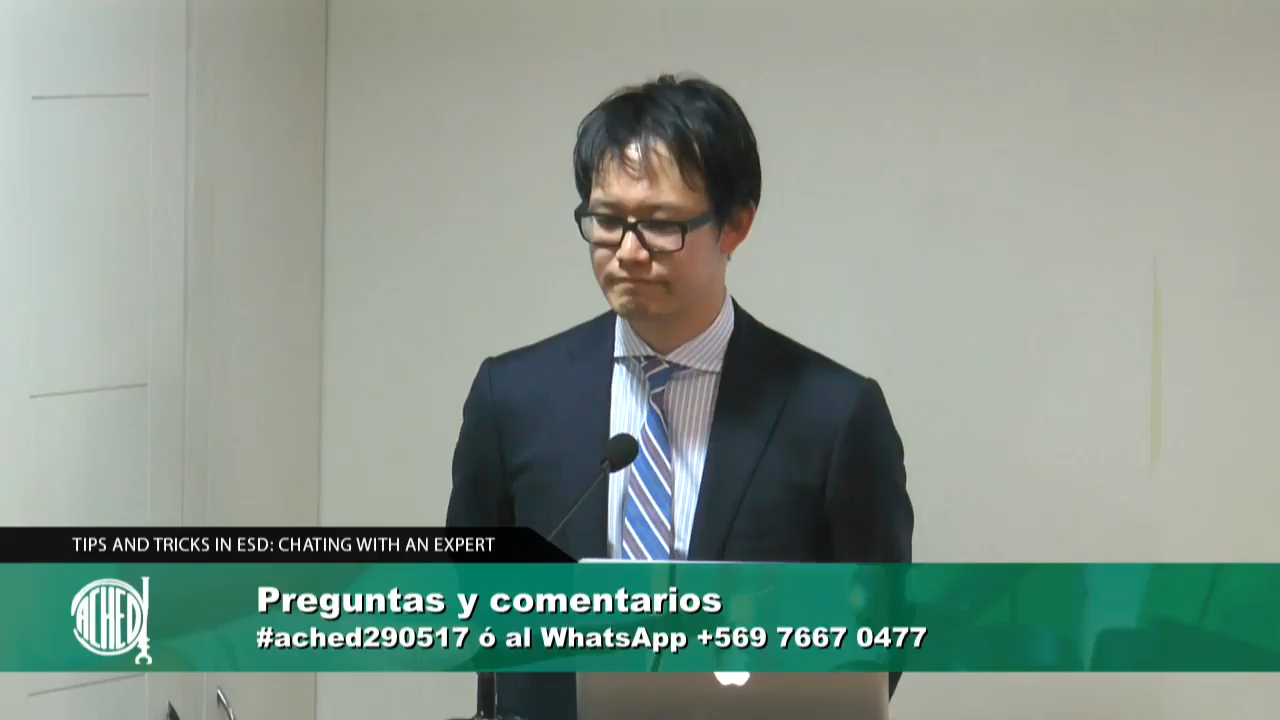 TIPS AND TRICKS IN ESD: CHATING WITH AN EXPERT
ACHED
Preguntas y comentarios
#ached290517 ó al WhatsApp +569 7667 0477